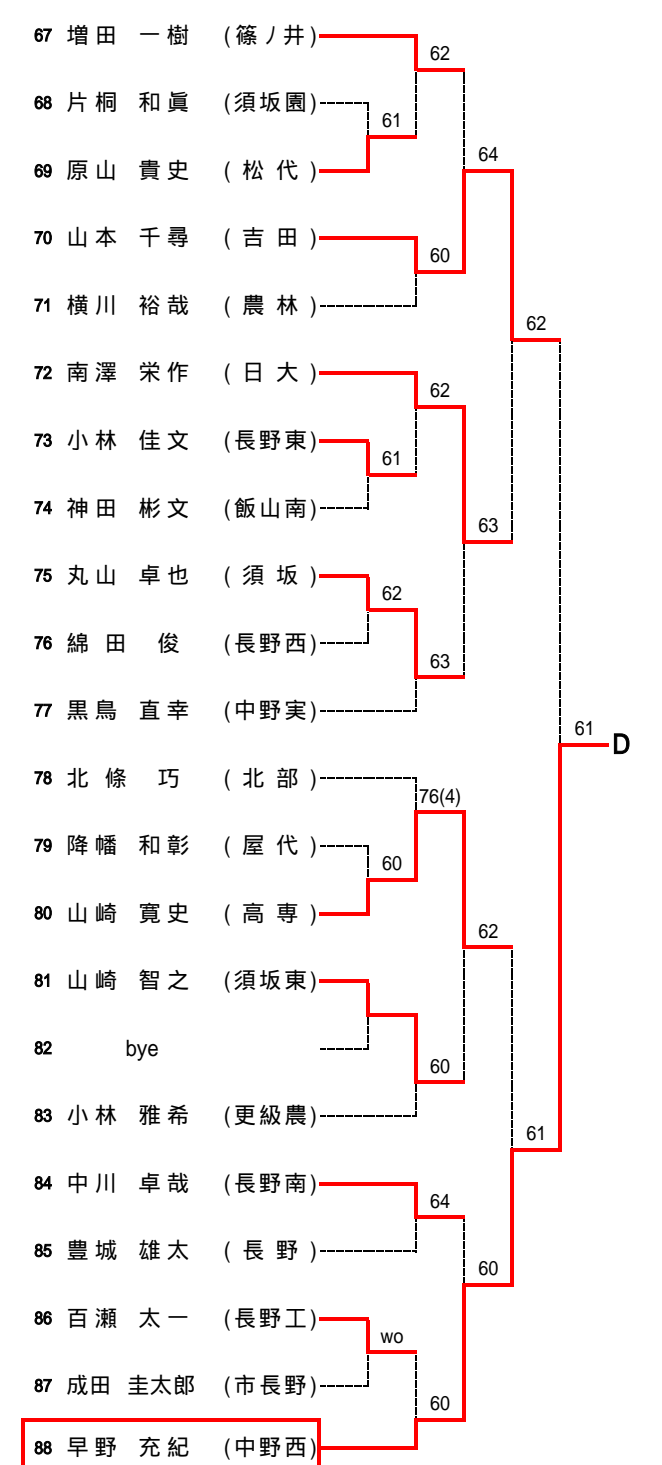 67 増田 一樹 (篠ノ井)
62
68 片桐 和眞 (須坂園)
61
64
69 原山 貴史 (松代)
70 山本 千尋 (吉田)
60
71 横川 裕哉 (農林)
62
72 南澤 栄作 (日大)
62
73 小林 佳文 (長野東)
61
74 神田 彬文 (飯山南)
63
75 丸山 卓也 (須坂)
62
76 綿田 俊 (長野西)
63
77 黒鳥 直幸 (中野実)
61 D
78 北條 巧 (北部)
76(4)
79 降幡 和彰 (屋代)
60
80 山崎 寛史 (高専)
62
81 山崎 智之 (須坂東)
82 bye
60
83 小林 雅希 (更級農)
61
84 中川 卓哉 (長野南)
64
85 豊城 雄太 (長野)
60
86 百瀬 太一 (長野工)
wo
87 成田 圭太郎 (市長野)
60
88 早野 充紀 (中野西)